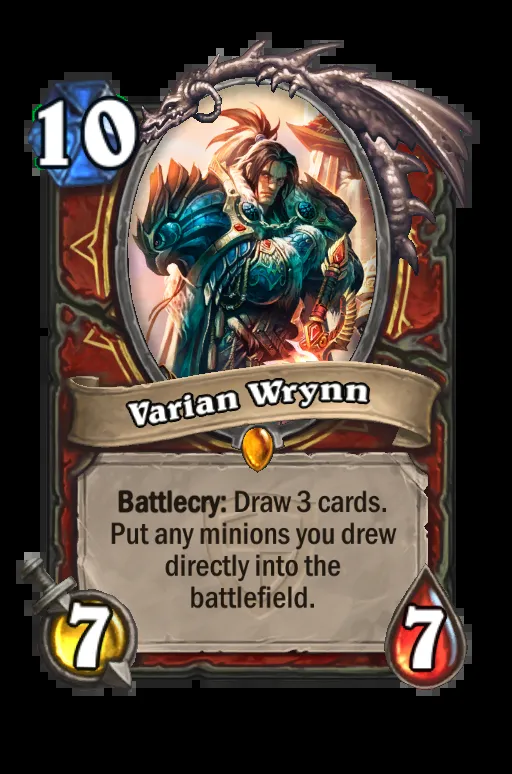 10
Varian Wrynn
Battlecry: Draw 3 cards.
Put any minions you drew
directly into the
battlefield.
7
7